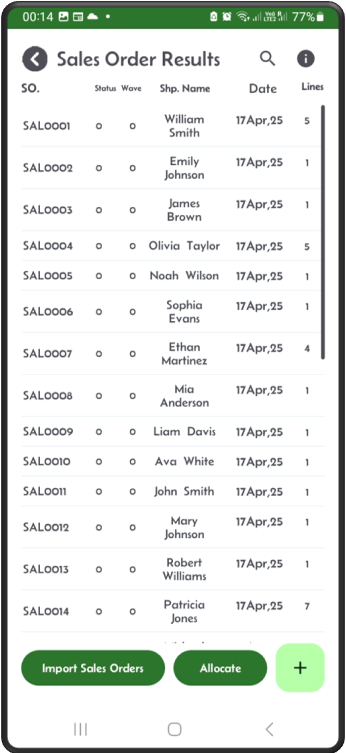 00:14 77%
Sales Order Results
SO. Status Wave Shp. Name Date Lines
SAL0001 0 0 William Smith 17Apr,25 5
SAL0002 0 0 Emily Johnson 17Apr,25 1
SAL0003 0 0 James Brown 17Apr,25 1
SAL0004 0 0 Olivia Taylor 17Apr,25 5
SAL0005 0 0 Noah Wilson 17Apr,25 1
SAL0006 0 0 Sophia Evans 17Apr,25 1
SAL0007 0 0 Ethan Martinez 17Apr,25 4
SAL0008 0 0 Mia Anderson 17Apr,25 1
SAL0009 0 0 Liam Davis 17Apr,25 1
SAL0010 0 0 Ava White 17Apr,25 1
SAL0011 0 0 John Smith 17Apr,25 1
SAL0012 0 0 Mary Johnson 17Apr,25 1
SAL0013 0 0 Robert Williams 17Apr,25 1
SAL0014 0 0 Patricia Jones 17Apr,25 7
Import Sales Orders Allocate +